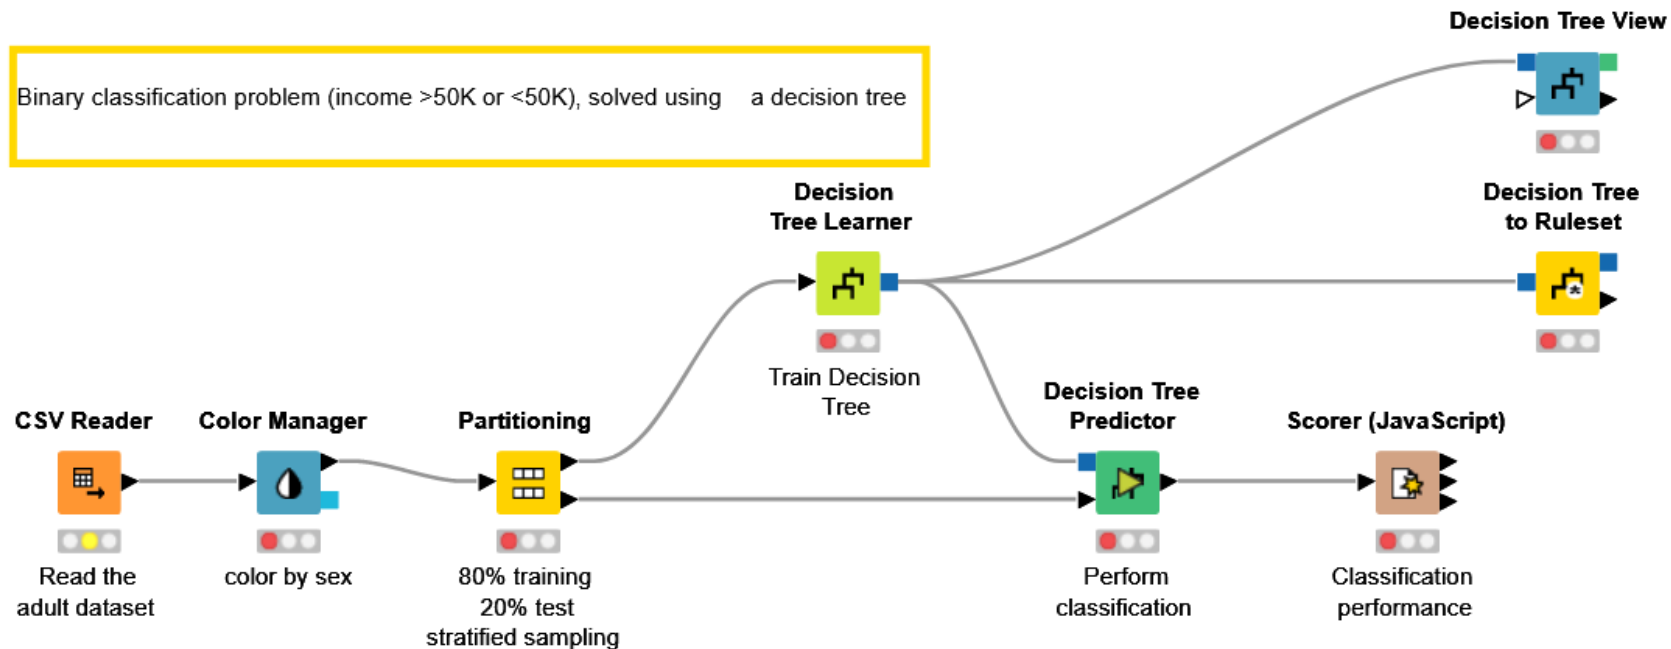 Decision Tree View
Binary classification problem (income >50K or <50K), solved using a decision tree
Decision
Tree Learner
Decision Tree
to Ruleset
Train Decision
Tree
CSV Reader
Color Manager
Partitioning
Decision Tree
Predictor
Scorer (JavaScript)
Read the
adult dataset
color by sex
80% training
20% test
stratified sampling
Perform
classification
Classification
performance